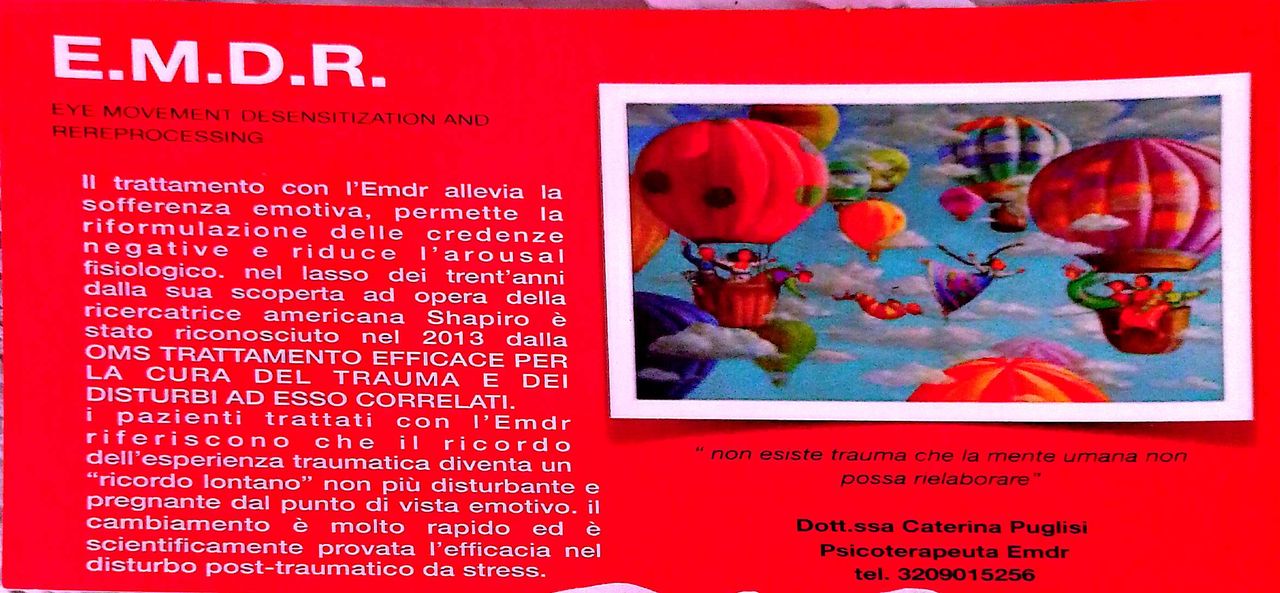 E.M.D.R.
EYE MOVEMENT DESENSITIZATION AND
REREPROCESSING
Il trattamento con l'Emdr allevia la
sofferenza emotiva, permette la
riformulazione delle credenze
negative e riduce l'arousal
fisiologico. nel lasso dei trent'anni
dalla sua scoperta ad opera della
ricercatrice americana Shapiro è
stato riconosciuto nel 2013 dalla
OMS TRATTAMENTO EFFICACE PER
LA CURA DEL TRAUMA E DEI
DISTURBI AD ESSO CORRELATI.
i pazienti trattati con l'Emdr
riferiscono che il ricordo
dell'esperienza traumatica diventa un
“ricordo lontano” non più disturbante e
pregnante dal punto di vista emotivo. il
cambiamento è molto rapido ed è
scientificamente provata l'efficacia nel
disturbo post-traumatico da stress.
“ non esiste trauma che la mente umana non
possa rielaborare”
Dott.ssa Caterina Puglisi
Psicoterapeuta Emdr
tel. 3209015256